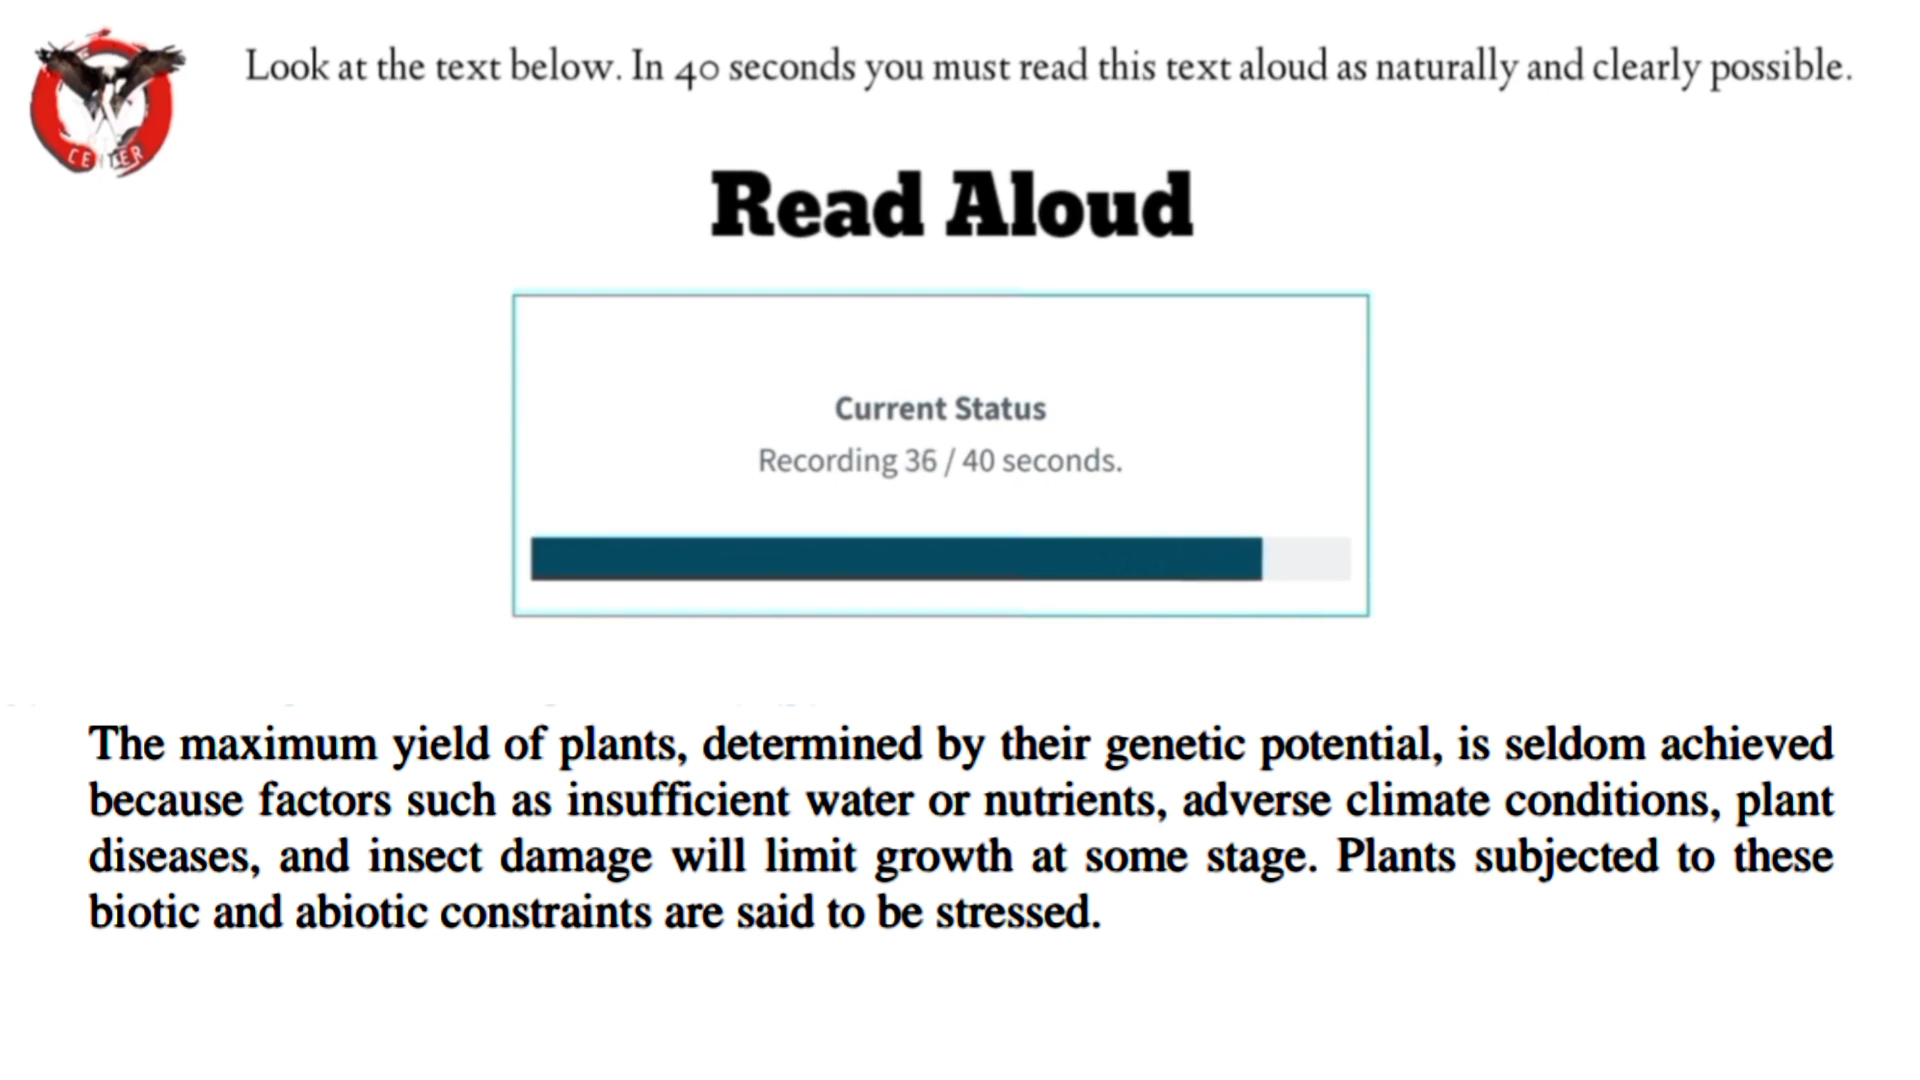 CENTER
Look at the text below. In 40 seconds you must read this text aloud as naturally and clearly possible.
Read Aloud
Current Status
Recording 36 / 40 seconds.
The maximum yield of plants, determined by their genetic potential, is seldom achieved
because factors such as insufficient water or nutrients, adverse climate conditions, plant
diseases, and insect damage will limit growth at some stage. Plants subjected to these
biotic and abiotic constraints are said to be stressed.